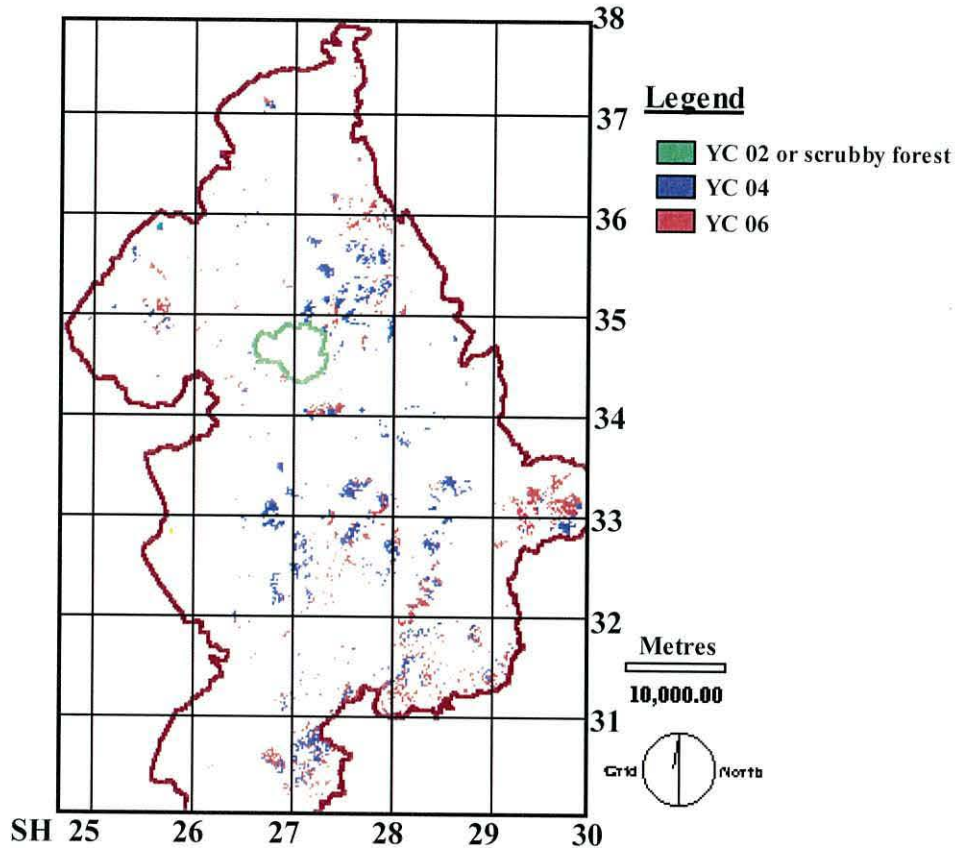 38
Legend
37
YC 02 or scrubby forest
YC 04
36
YC 06
35
34
33
32
Metres
10,000.00
31
Grid North
SH 25 26 27 28 29 30